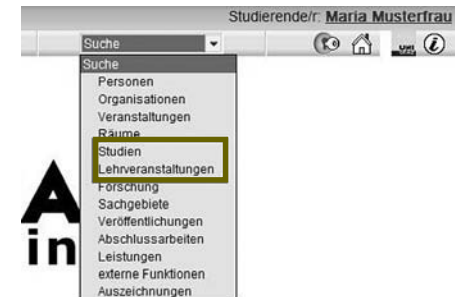 Studierende/r: Maria Musterfrau
Suche
Suche
Personen
Organisationen
Veranstaltungen
Räume
Studien
Lehrveranstaltungen
Forschung
Sachgebiete
Veröffentlichungen
Abschlussarbeiten
Leistungen
externe Funktionen
Auszeichnungen
A
in